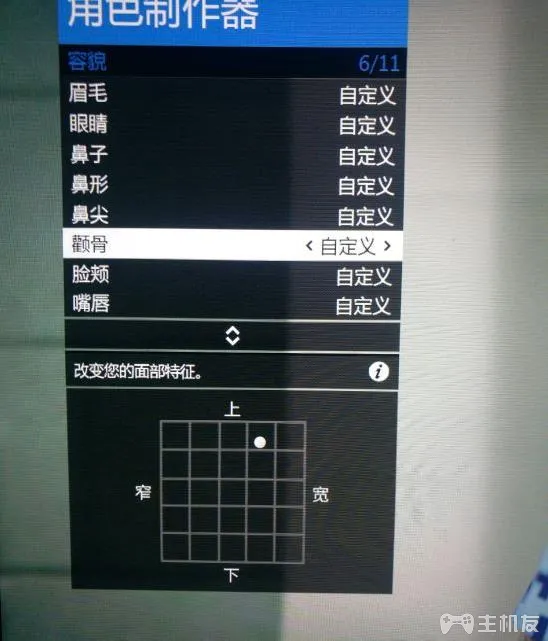 角色制作器
容貌 6/11
眉毛 自定义
眼睛 自定义
鼻子 自定义
鼻形 自定义
鼻尖 自定义
颧骨 < 自定义 >
脸颊 自定义
嘴唇 自定义
改变您的面部特征。 i
上
窄 宽
下
主机友